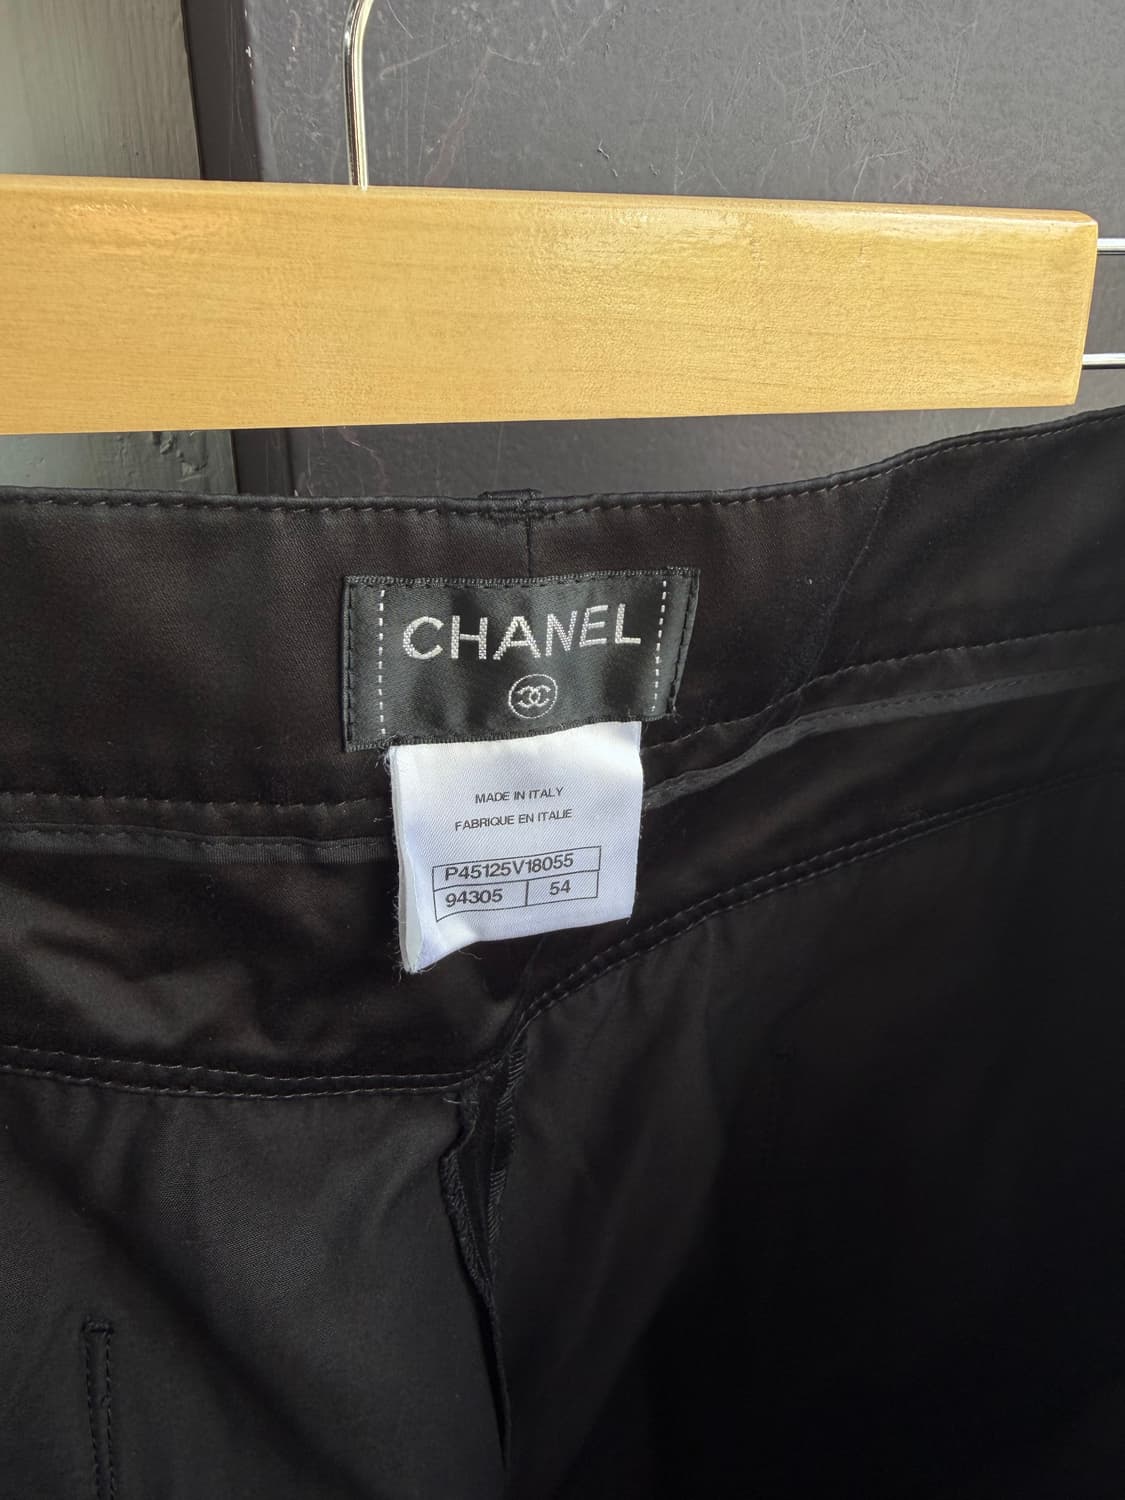 CHANEL
MADE IN ITALY
FABRIQUE EN ITALIE
P45125V18055
94305 54